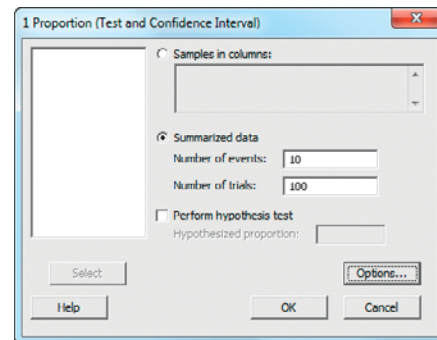 1 Proportion (Test and Confidence Interval)
Samples in columns:
Summarized data
Number of events: 10
Number of trials: 100
Perform hypothesis test
Hypothesized proportion:
Select
Options...
Help
OK
Cancel